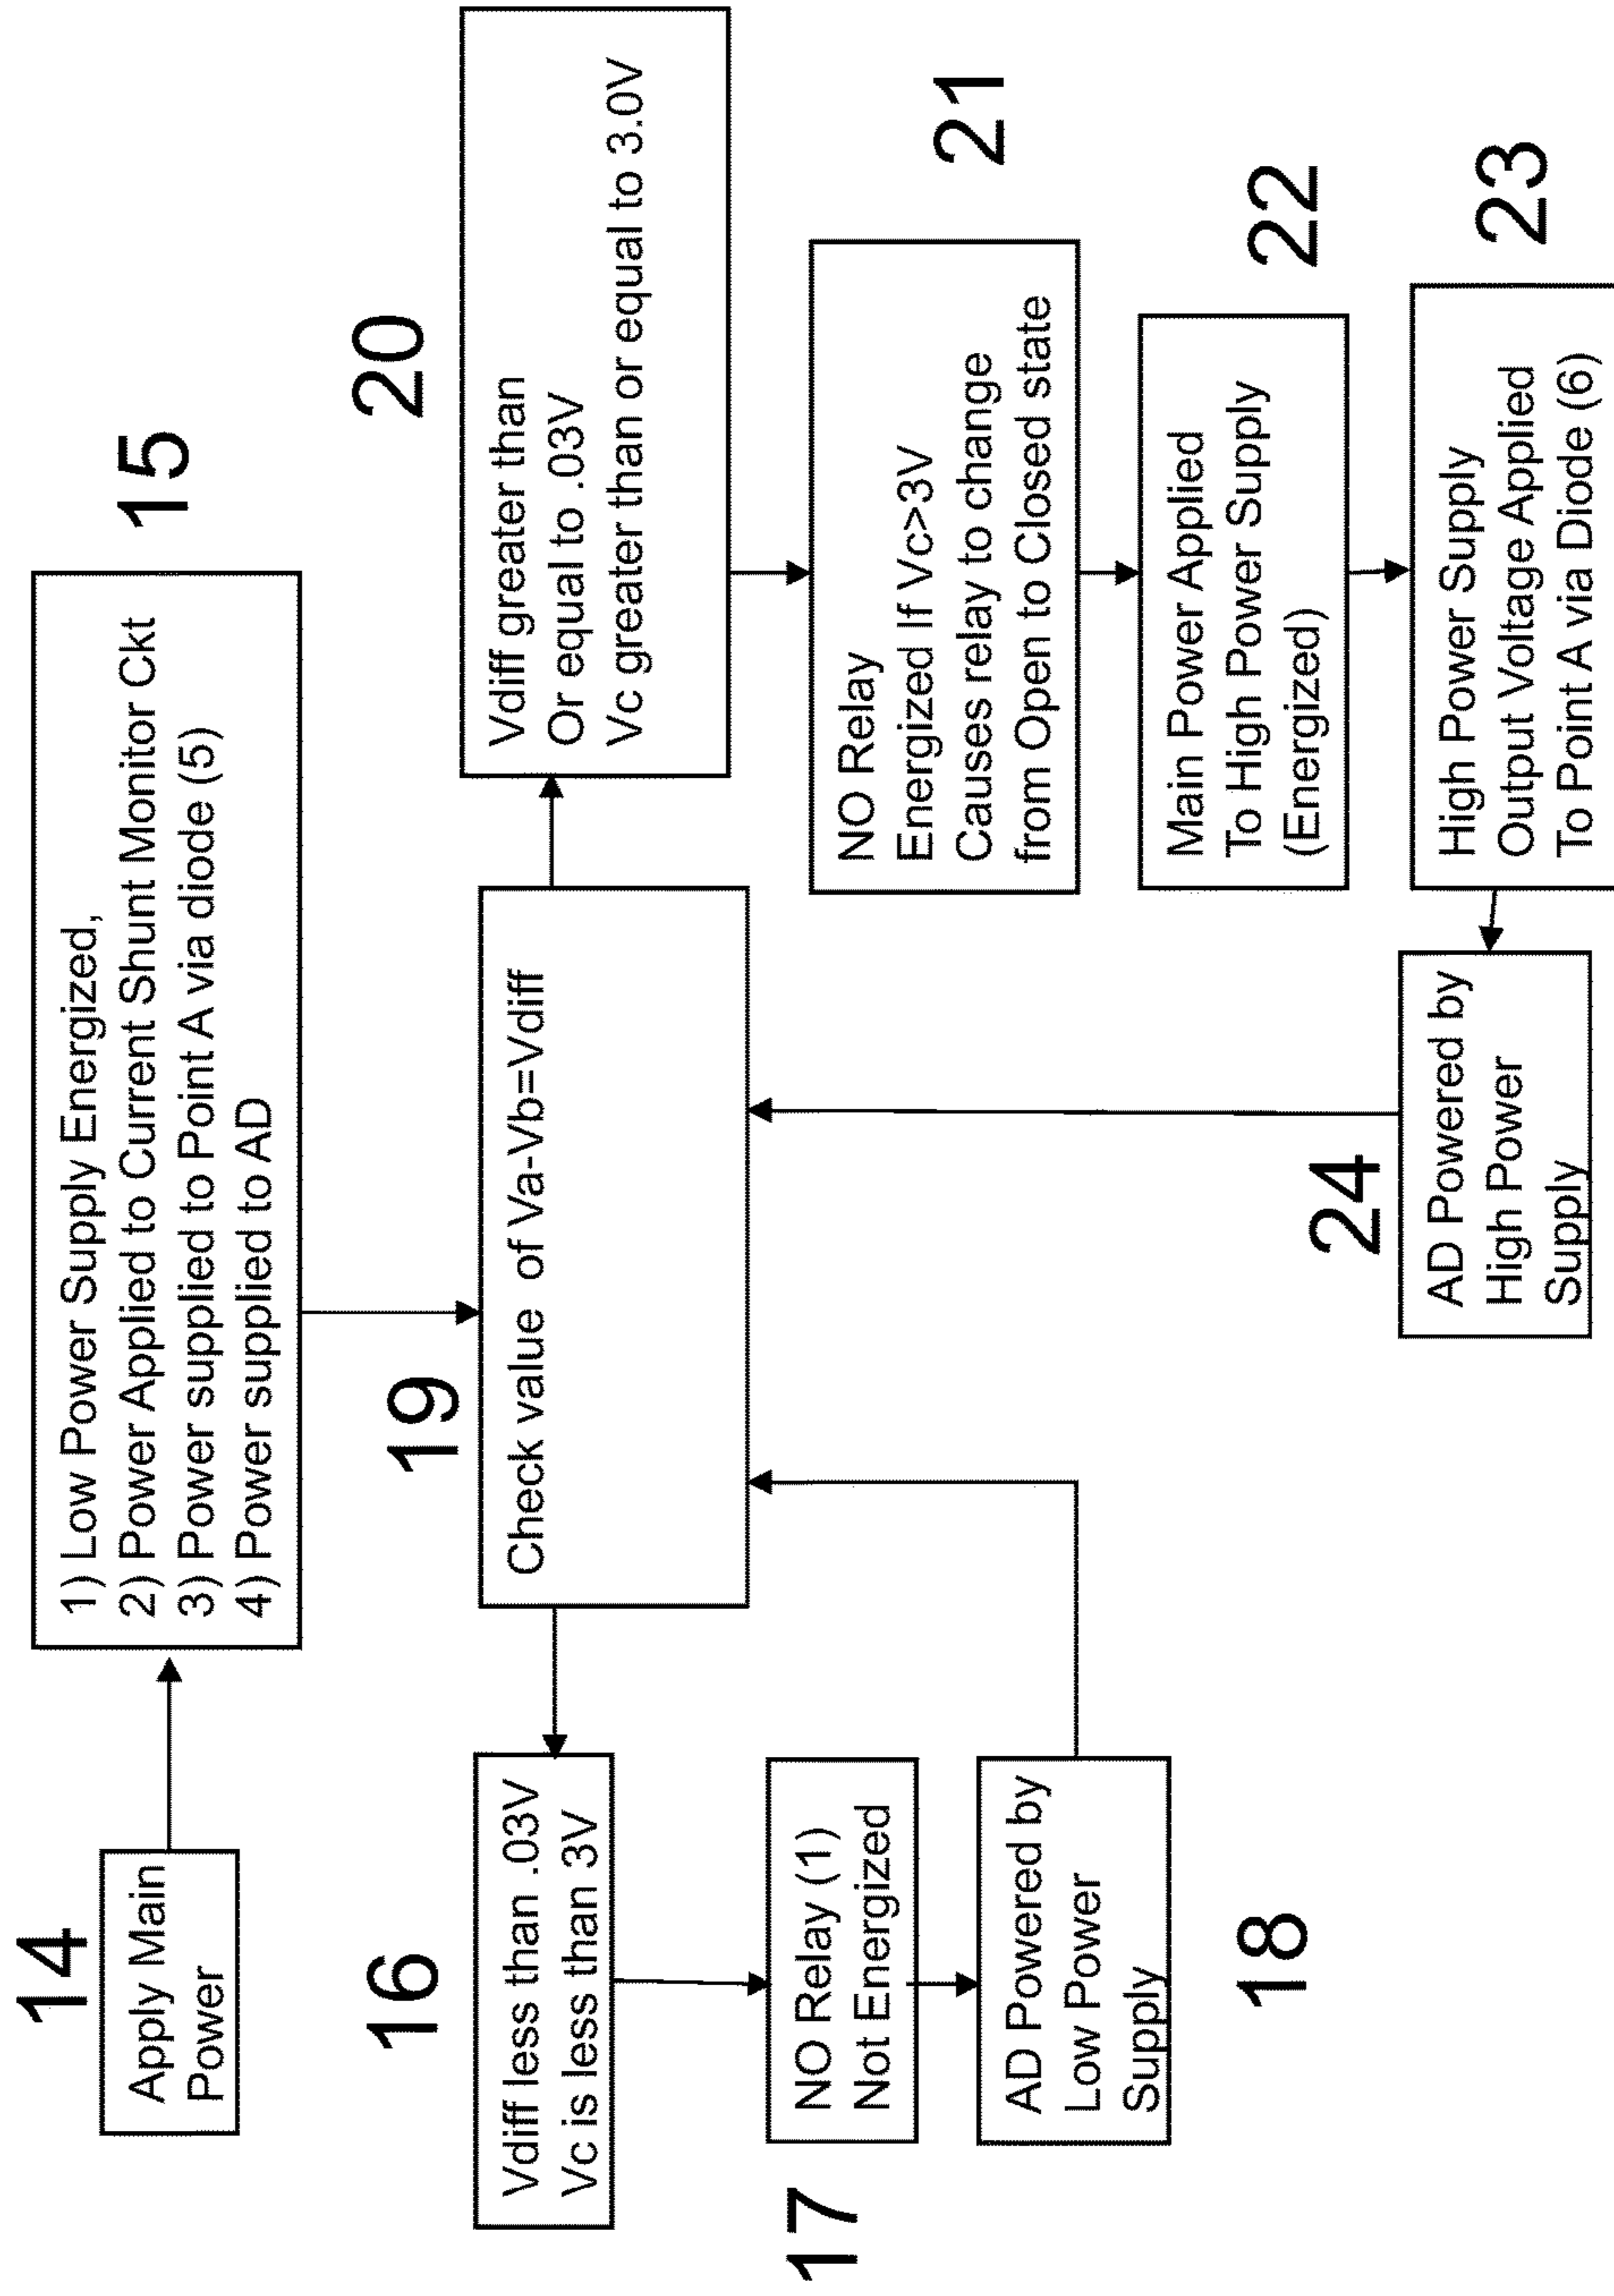 14
Apply Main
Power
15
1) Low Power Supply Energized,
2) Power Applied to Current Shunt Monitor Ckt
3) Power supplied to Point A via diode (5)
4) Power supplied to AD
16
Vdiff less than .03V
Vc is less than 3V
17
NO Relay (1)
Not Energized
18
AD Powered by
Low Power
Supply
19
Check value of Va-Vb=Vdiff
20
Vdiff greater than
Or equal to .03V
Vc greater than or equal to 3.0V
21
NO Relay
Energized If Vc>3V
Causes relay to change
from Open to Closed state
22
Main Power Applied
To High Power Supply
(Energized)
23
High Power Supply
Output Voltage Applied
To Point A via Diode (6)
24
AD Powered by
High Power
Supply